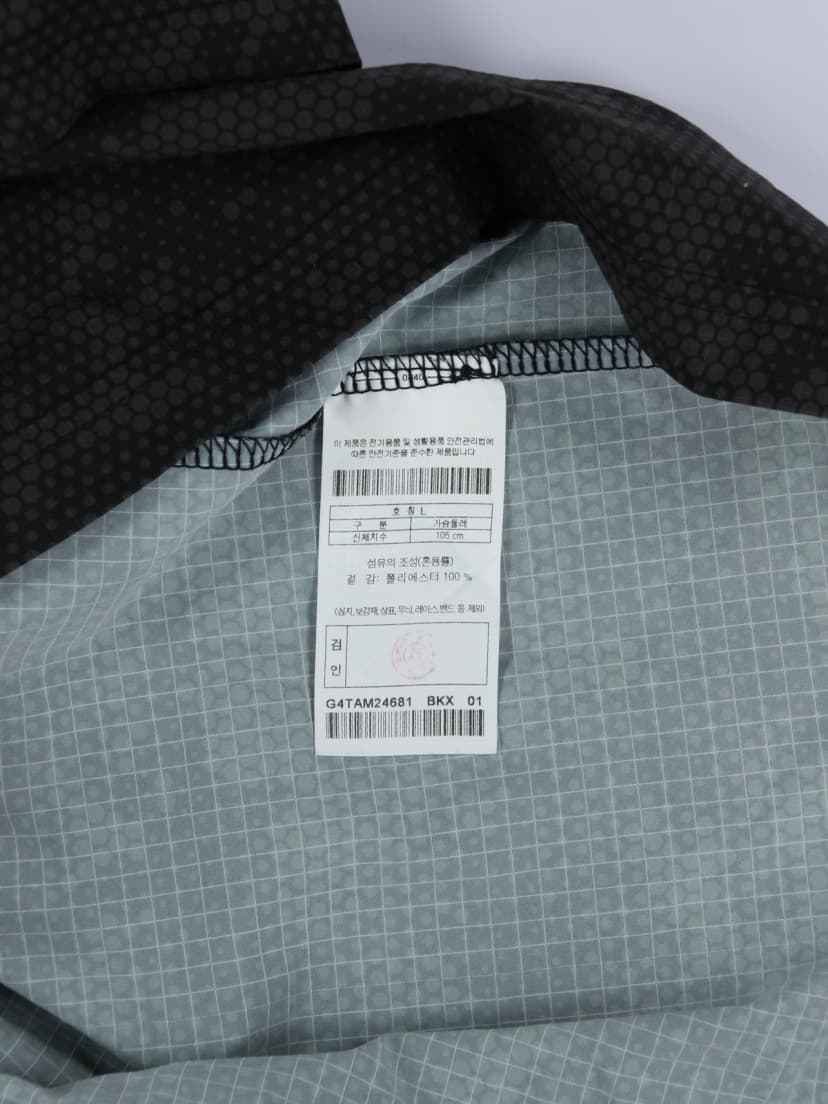 이 제품은 전기용품 및 생활용품 안전관리법에
따른 안전기준을 준수한 제품입니다
호 칭 L
구 분 가슴둘레
신체치수 105 cm
섬유의 조성(혼용률)
겉 감: 폴리에스터 100 %
(심지,보강재,상표,무늬,레이스,밴드 등 제외)
검
인
G4TAM24681 BKX 01